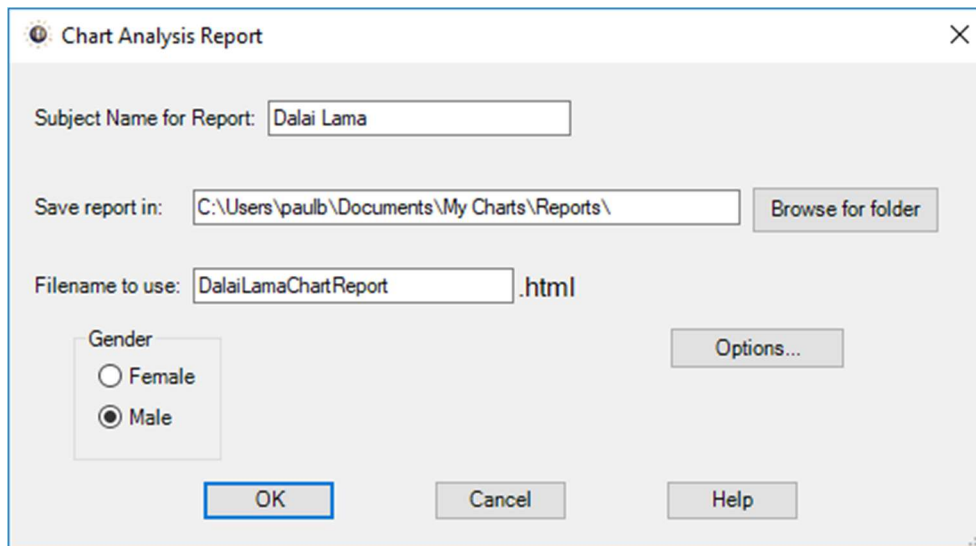 Chart Analysis Report
Subject Name for Report: Dalai Lama
Save report in: C:\Users\paulb\Documents\My Charts\Reports\ Browse for folder
Filename to use: DalaiLamaChartReport .html
Gender
Options...
Female
Male
OK Cancel Help